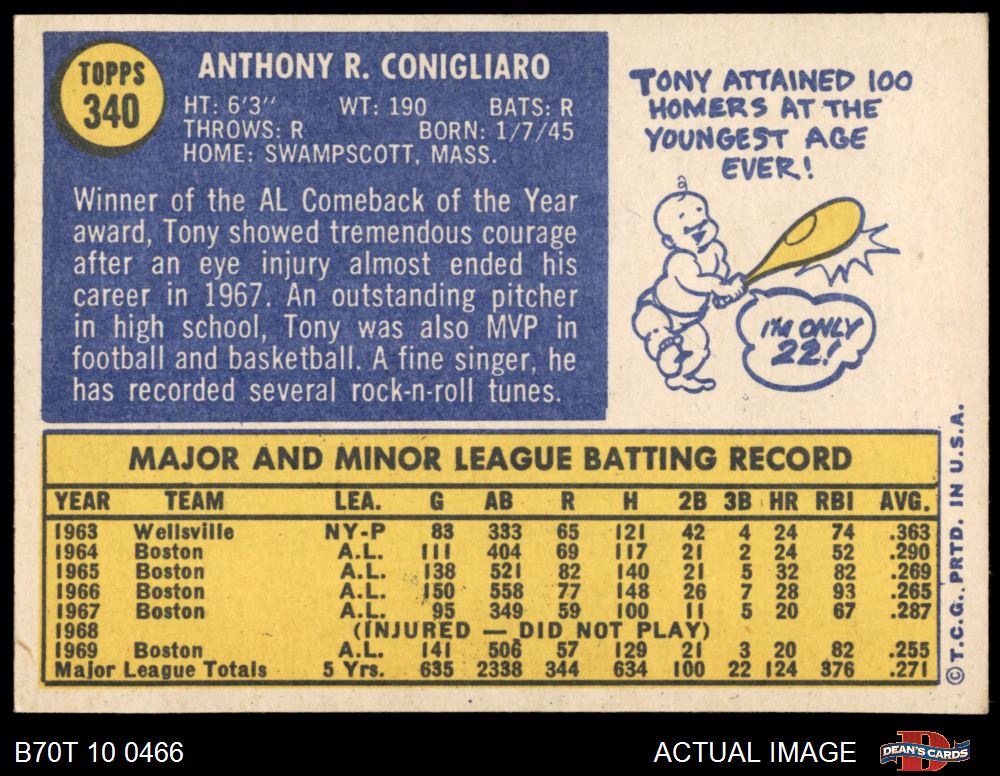 TOPPS
340
ANTHONY R. CONIGLIARO
HT: 6'3" WT: 190 BATS: R
THROWS: R BORN: 1/7/45
HOME: SWAMPSCOTT, MASS.
Winner of the AL Comeback of the Year
award, Tony showed tremendous courage
after an eye injury almost ended his
career in 1967. An outstanding pitcher
in high school, Tony was also MVP in
football and basketball. A fine singer, he
has recorded several rock-n-roll tunes.
TONY ATTAINED 100
HOMERS AT THE
YOUNGEST AGE
EVER!
I'M ONLY
22!
MAJOR AND MINOR LEAGUE BATTING RECORD
YEAR TEAM LEA. G AB R H 2B 3B HR RBI AVG.
1963 Wellsville NY-P 83 333 65 121 42 4 24 74 .363
1964 Boston A.L. 111 404 69 117 21 2 24 52 .290
1965 Boston A.L. 138 521 82 140 21 5 32 82 .269
1966 Boston A.L. 150 558 77 148 26 7 28 93 .265
1967 Boston A.L. 95 349 59 100 11 5 20 67 .287
1968 (INJURED — DID NOT PLAY)
1969 Boston A.L. 141 506 57 129 21 3 20 82 .255
Major League Totals 5 Yrs. 635 2338 344 634 100 22 124 376 .271
© T.C.G. PRTD. IN U.S.A.
B70T 10 0466
ACTUAL IMAGE
D
DEAN'S CARDS